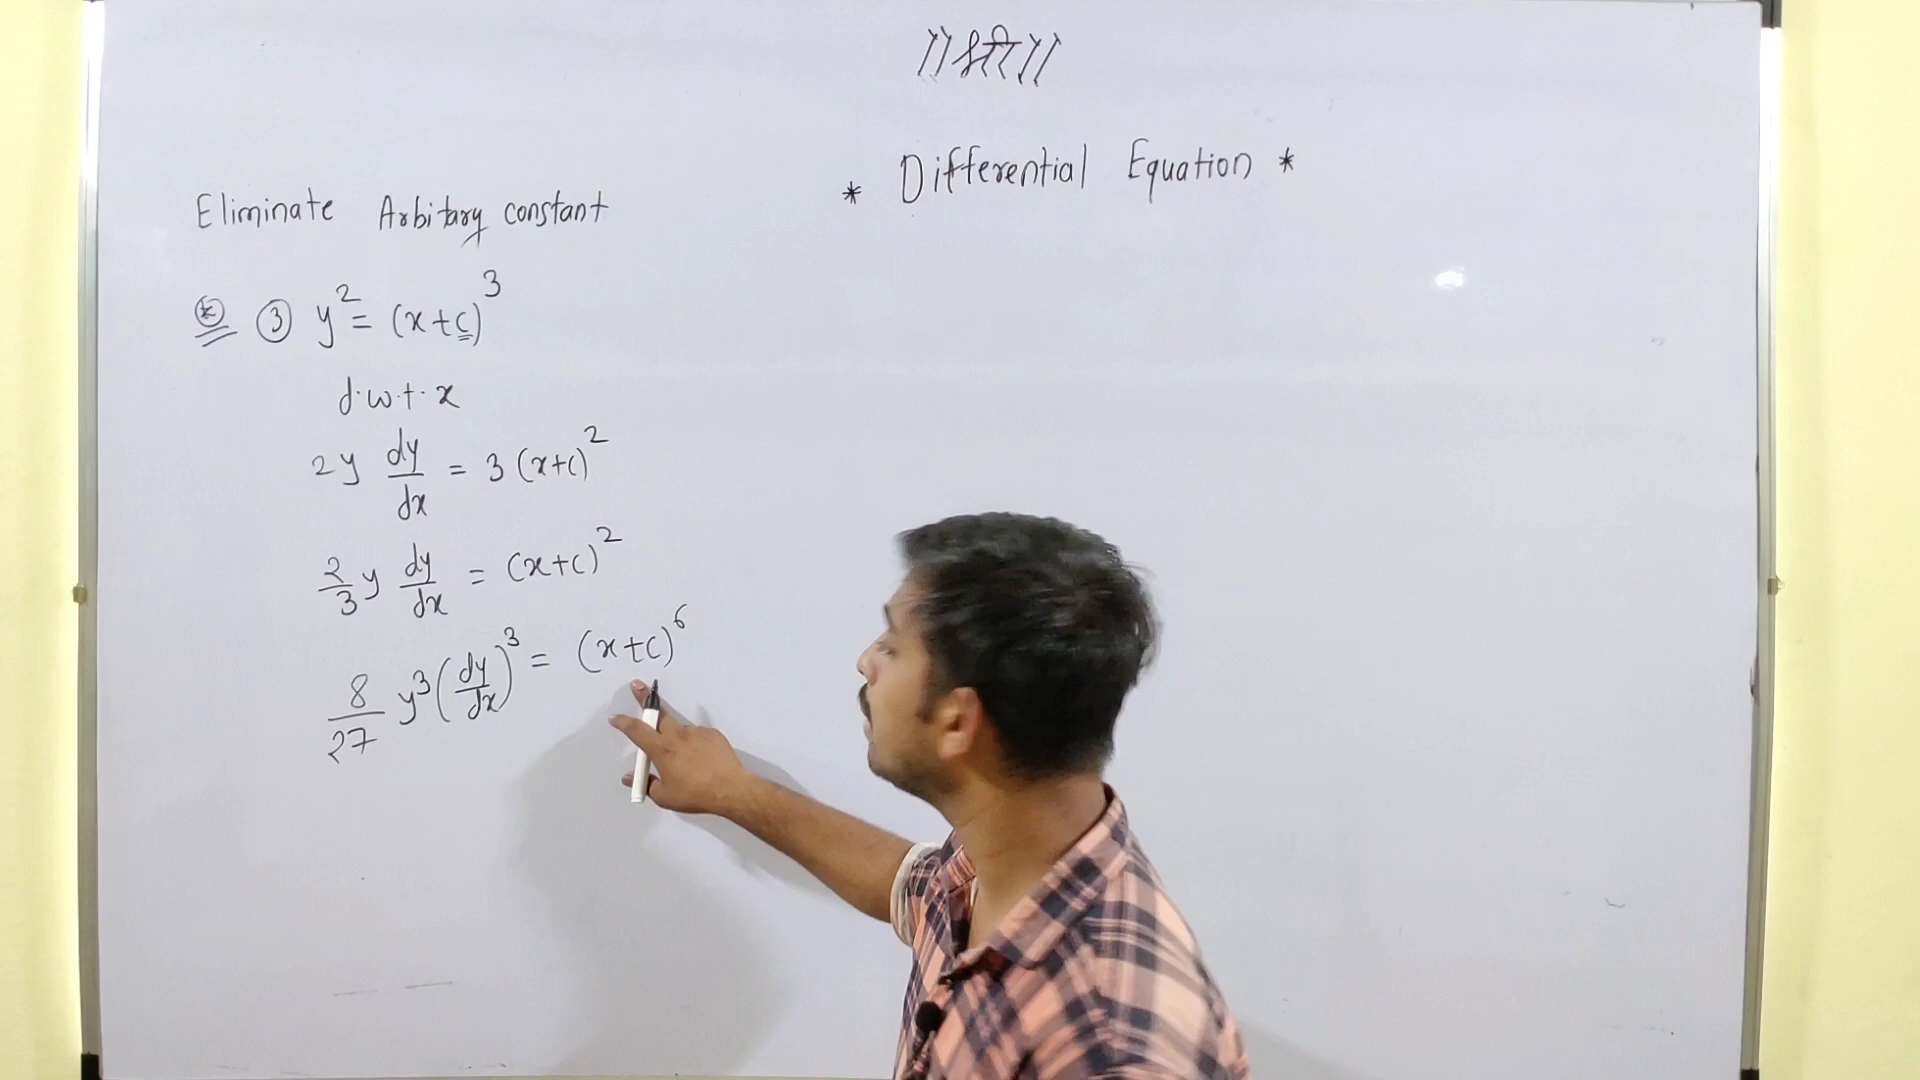 ॥ श्री ॥
* Differential Equation *
Eliminate Arbitary constant
③ y² = (x+c)³
d.w.t. x
2y dy/dx = 3(x+c)²
2/3 y dy/dx = (x+c)²
8/27 y³ (dy/dx)³ = (x+c)⁶